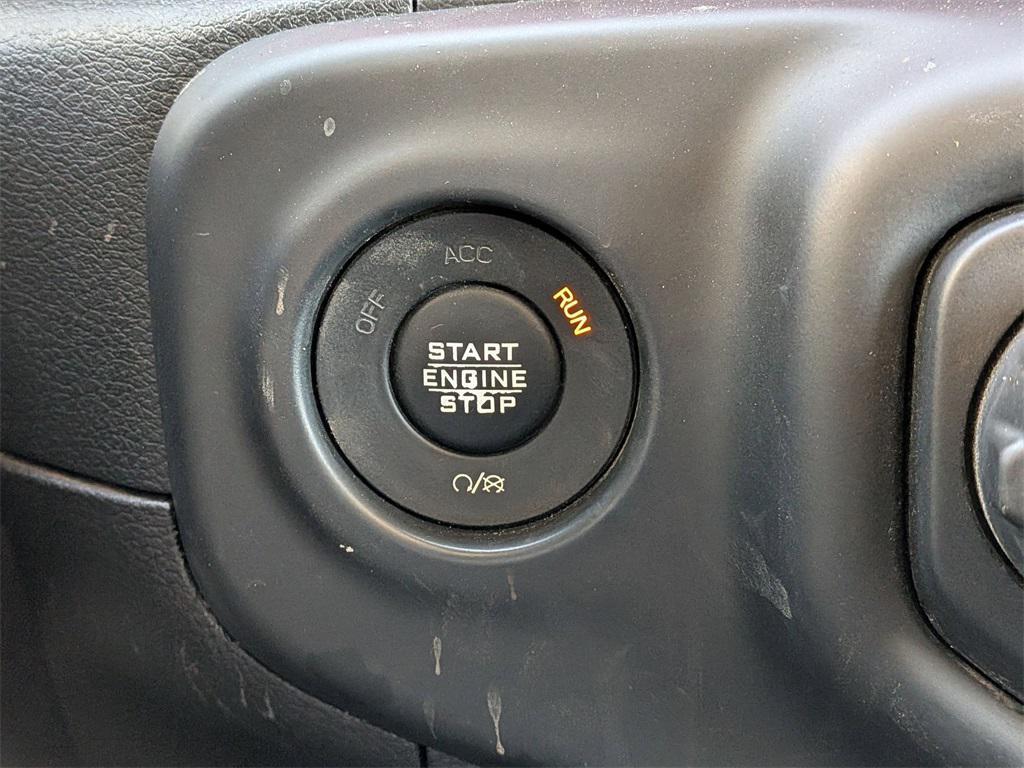 ACC
OFF
RUN
START
ENGINE
STOP